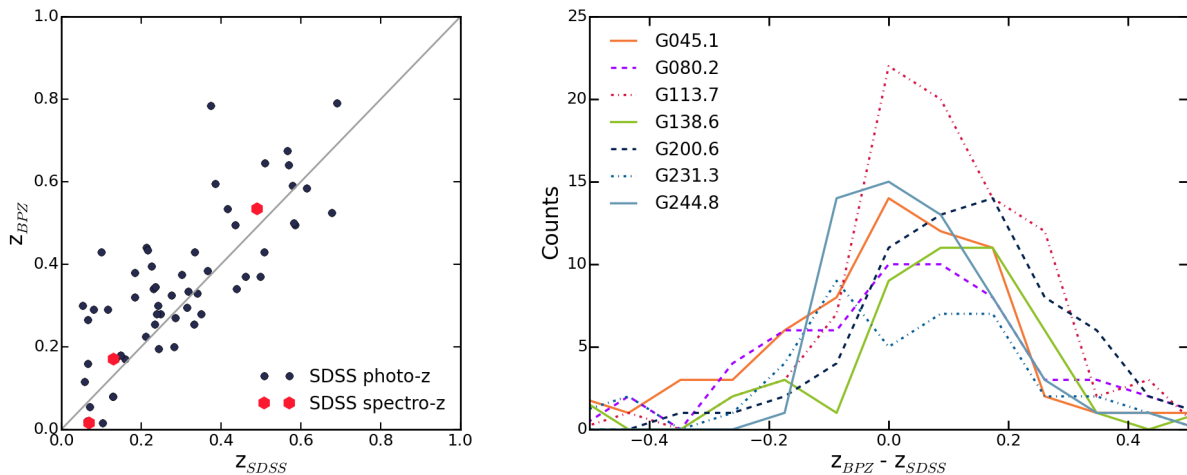 1.0
0.8
0.6
0.4
0.2
0.0
z_BPZ
0.0 0.2 0.4 0.6 0.8 1.0
z_SDSS
SDSS photo-z
SDSS spectro-z
25
20
15
10
5
0
Counts
G045.1
G080.2
G113.7
G138.6
G200.6
G231.3
G244.8
−0.4 −0.2 0.0 0.2 0.4
z_BPZ - z_SDSS